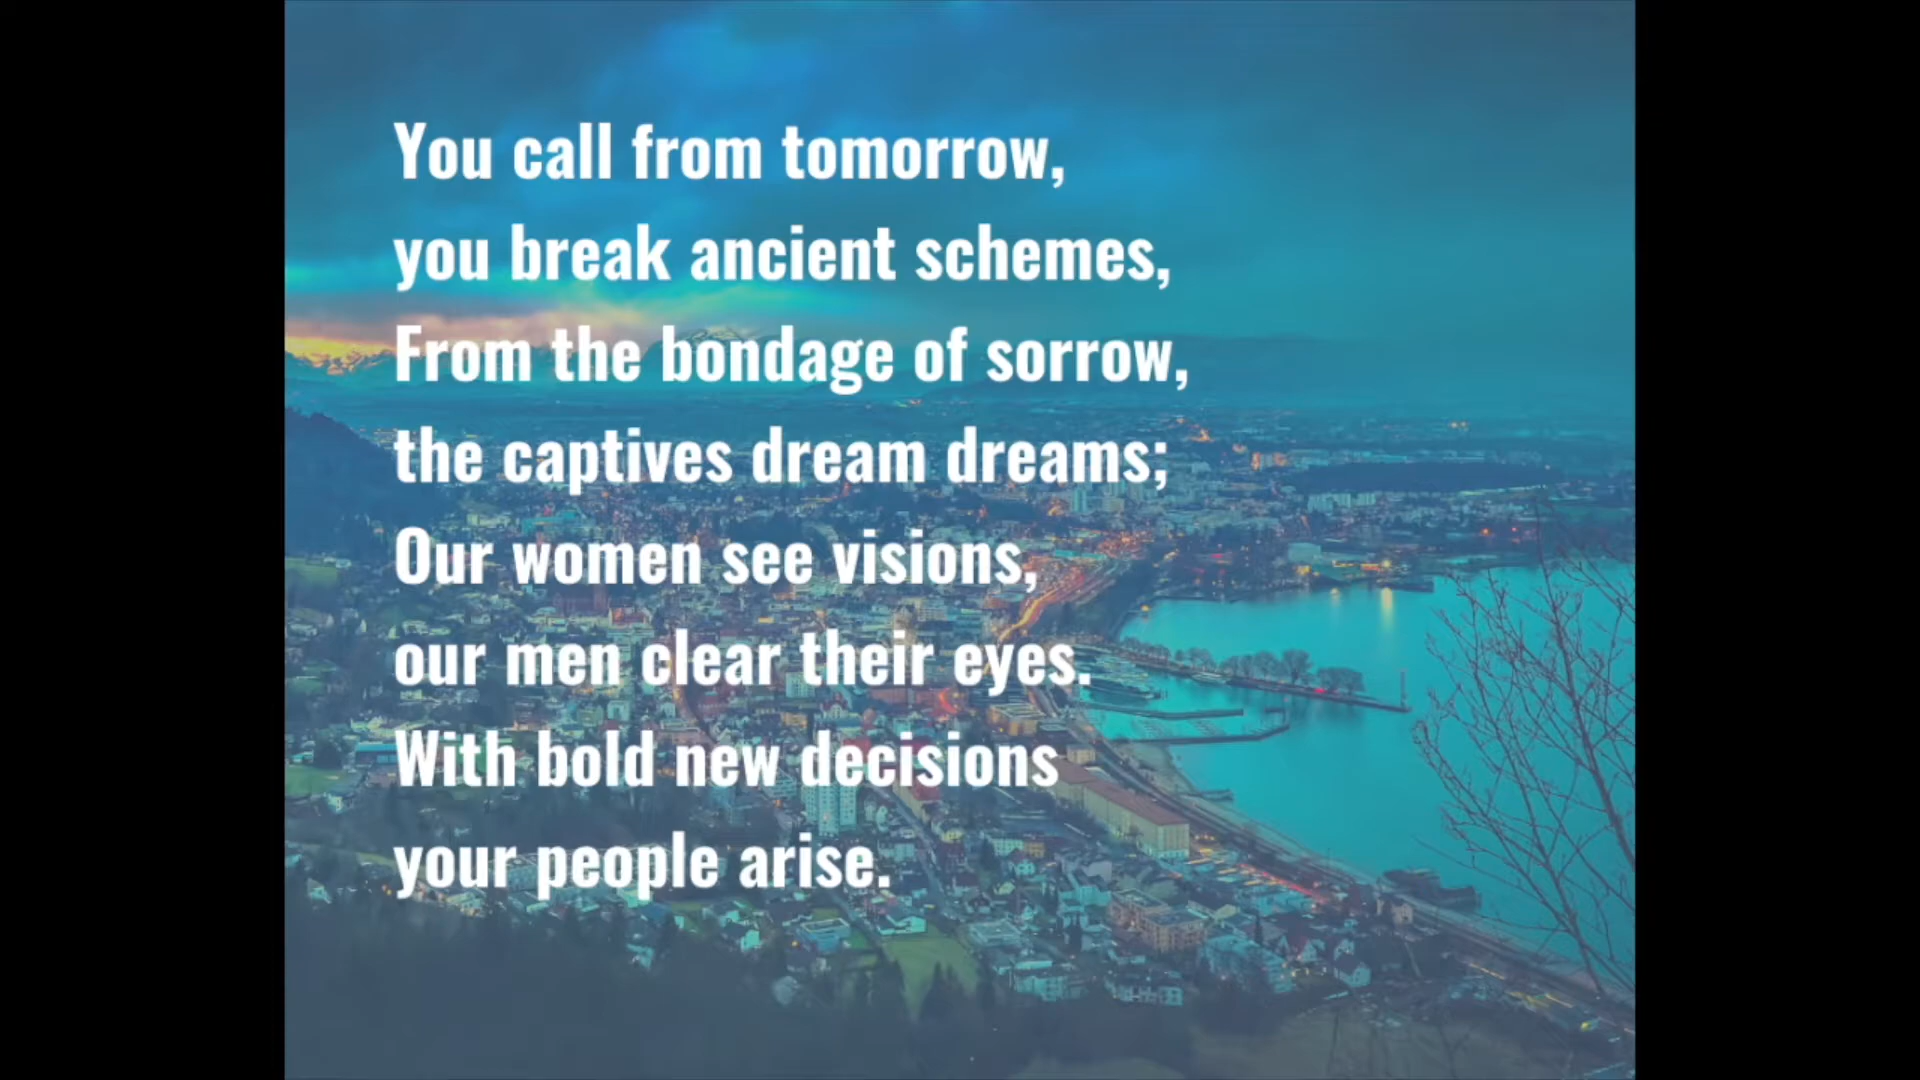 You call from tomorrow,
you break ancient schemes,
From the bondage of sorrow,
the captives dream dreams;
Our women see visions,
our men clear their eyes.
With bold new decisions
your people arise.